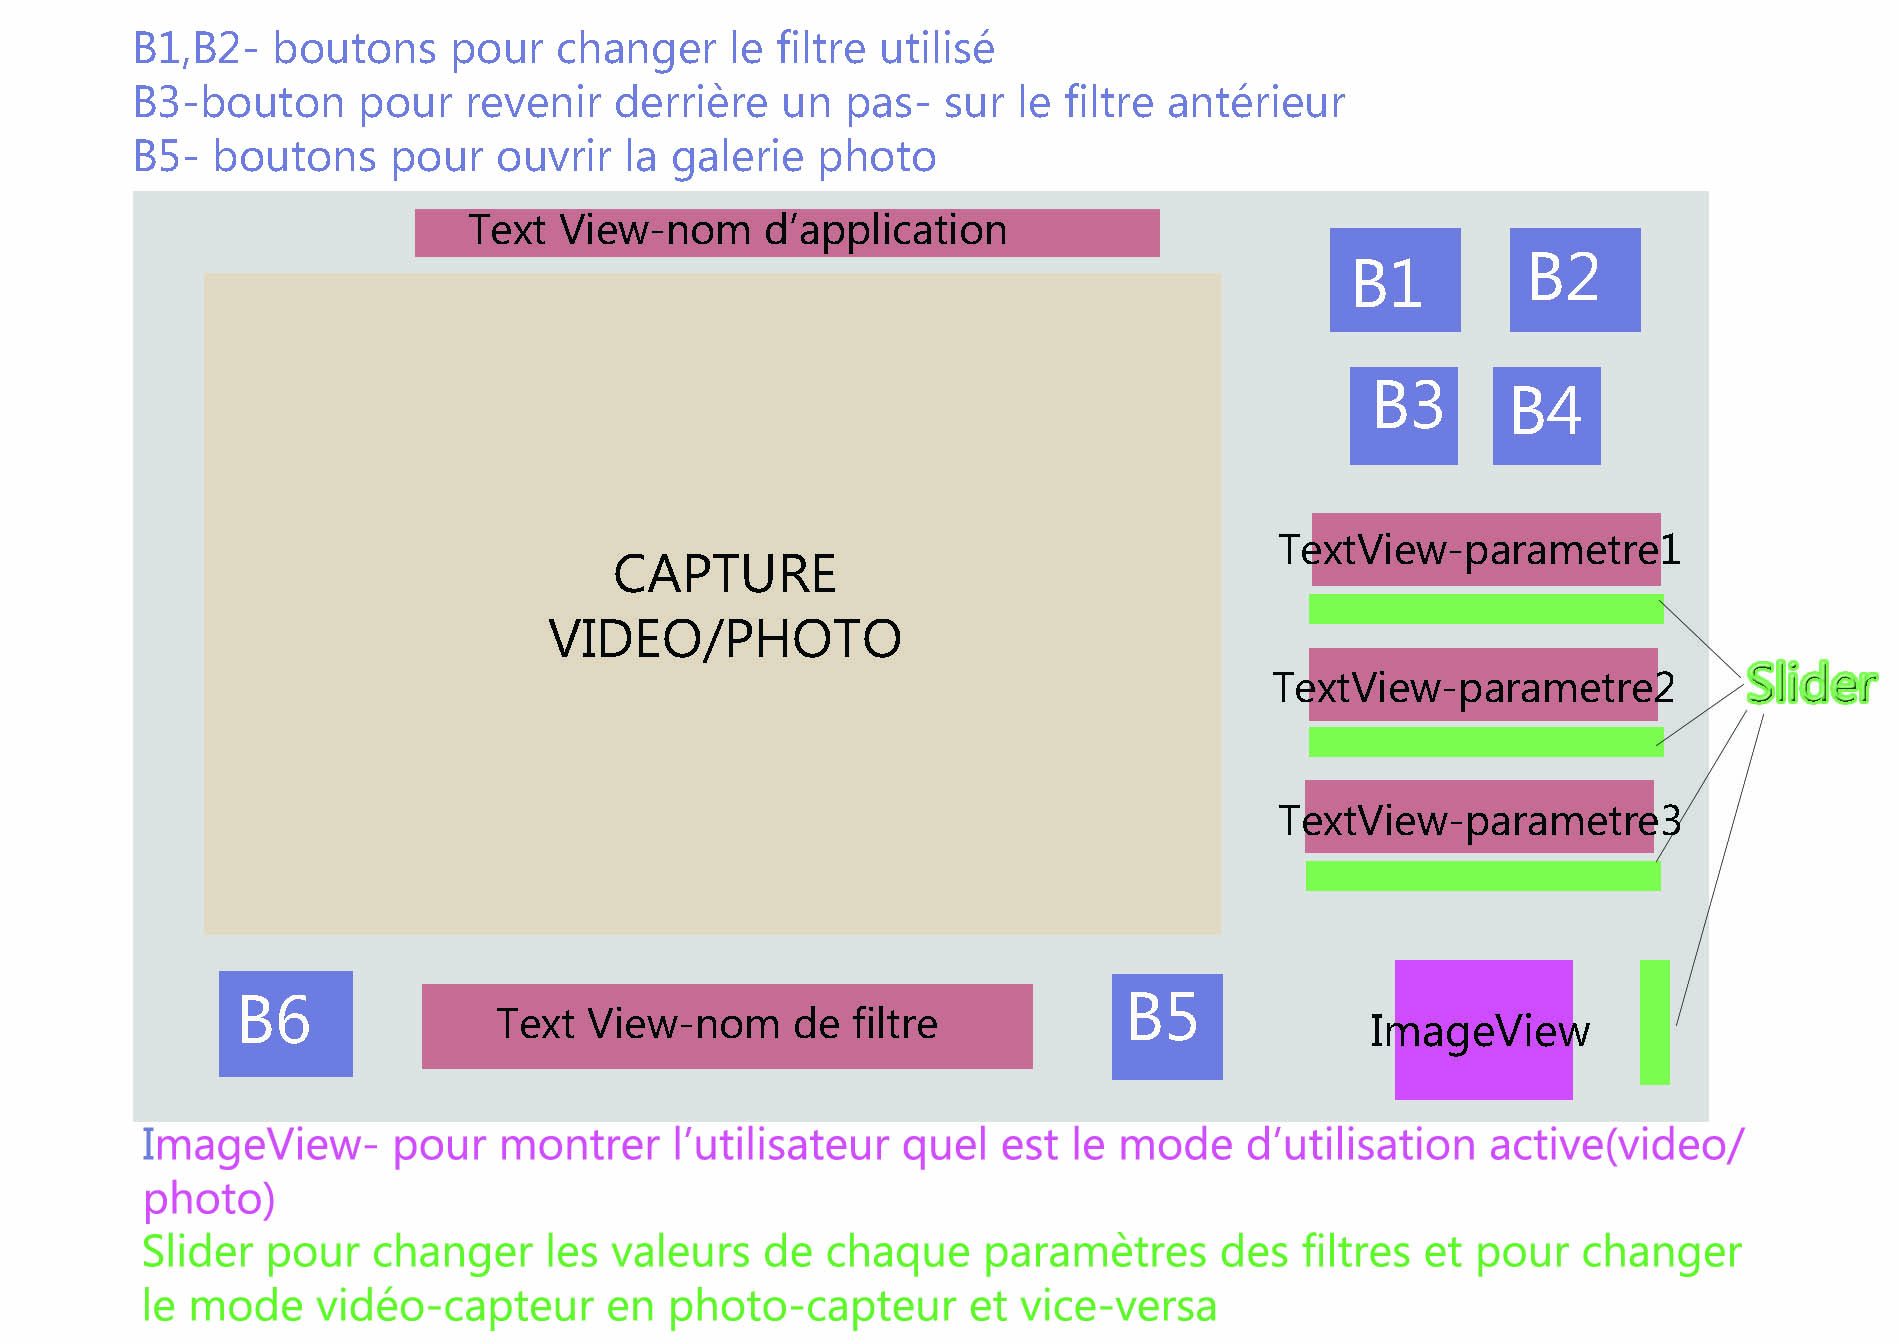 B1,B2- boutons pour changer le filtre utilisé
B3-bouton pour revenir derrière un pas- sur le filtre antérieur
B5- boutons pour ouvrir la galerie photo
Text View-nom d'application
B1
B2
B3
B4
CAPTURE
VIDEO/PHOTO
TextView-parametre1
TextView-parametre2
TextView-parametre3
Slider
B6
Text View-nom de filtre
B5
ImageView
ImageView- pour montrer l'utilisateur quel est le mode d'utilisation active(video/
photo)
Slider pour changer les valeurs de chaque paramètres des filtres et pour changer
le mode vidéo-capteur en photo-capteur et vice-versa